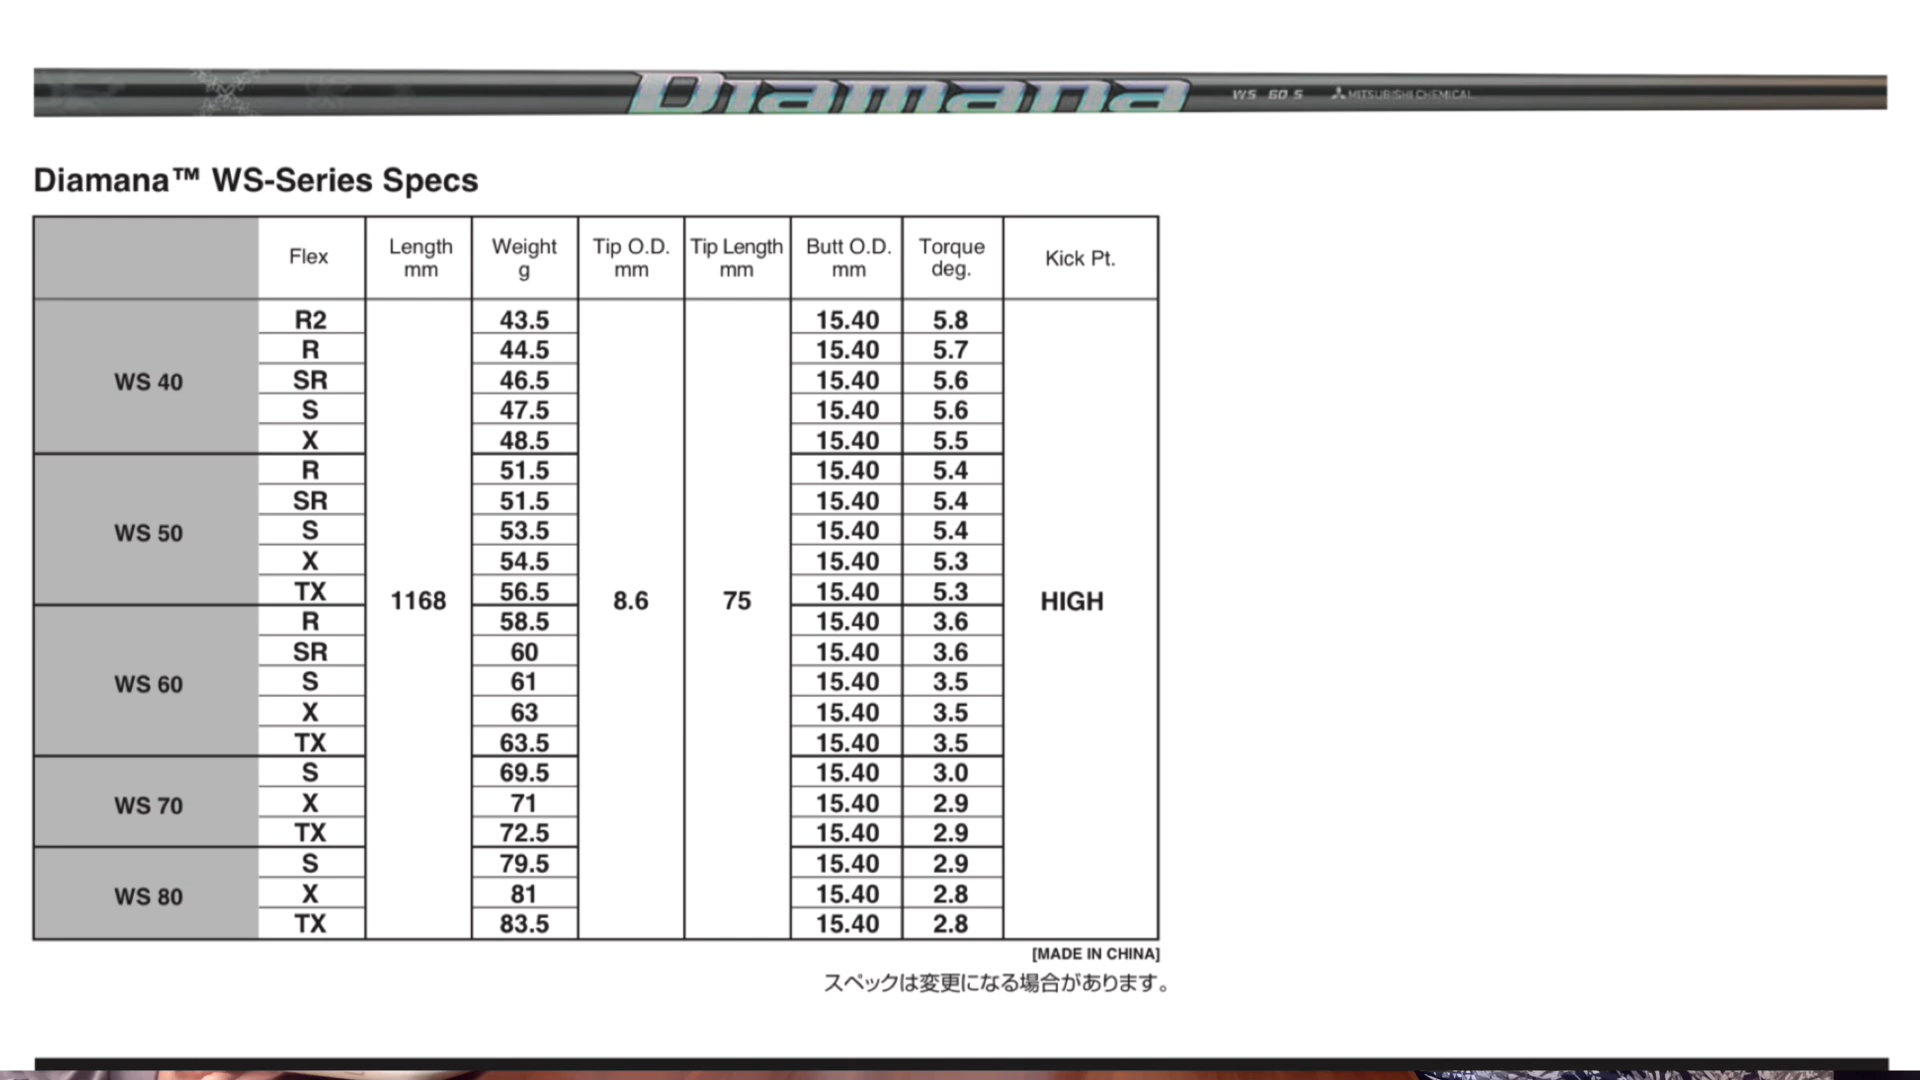 Diamana WS 60 S MITSUBISHI CHEMICAL
Diamana™ WS-Series Specs
Flex Length mm Weight g Tip O.D. mm Tip Length mm Butt O.D. mm Torque deg. Kick Pt.
WS 40
R2 43.5 15.40 5.8
R 44.5 15.40 5.7
SR 46.5 15.40 5.6
S 47.5 15.40 5.6
X 48.5 15.40 5.5
WS 50
R 51.5 15.40 5.4
SR 51.5 15.40 5.4
S 53.5 15.40 5.4
X 54.5 15.40 5.3
TX 56.5 15.40 5.3
1168 8.6 75 HIGH
WS 60
R 58.5 15.40 3.6
SR 60 15.40 3.6
S 61 15.40 3.5
X 63 15.40 3.5
TX 63.5 15.40 3.5
WS 70
S 69.5 15.40 3.0
X 71 15.40 2.9
TX 72.5 15.40 2.9
WS 80
S 79.5 15.40 2.9
X 81 15.40 2.8
TX 83.5 15.40 2.8
[MADE IN CHINA]
スペックは変更になる場合があります。